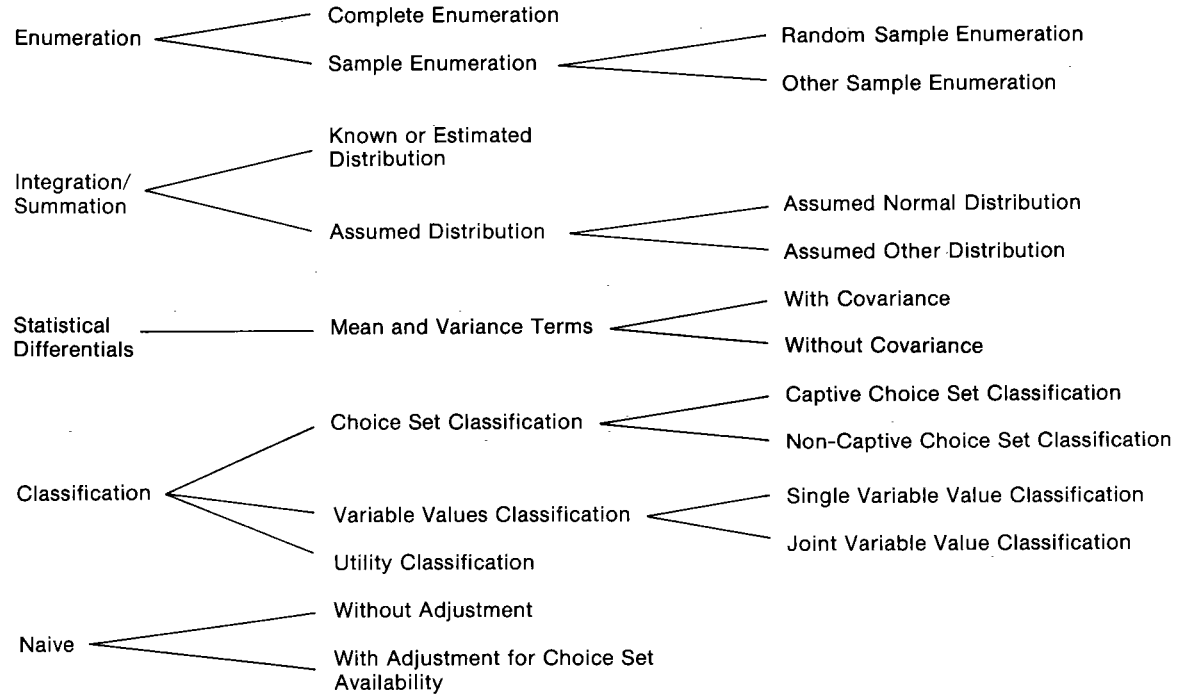 Enumeration
Complete Enumeration
Sample Enumeration
Random Sample Enumeration
Other Sample Enumeration
Integration/
Summation
Known or Estimated
Distribution
Assumed Distribution
Assumed Normal Distribution
Assumed Other Distribution
Statistical
Differentials
Mean and Variance Terms
With Covariance
Without Covariance
Classification
Choice Set Classification
Captive Choice Set Classification
Non-Captive Choice Set Classification
Variable Values Classification
Single Variable Value Classification
Joint Variable Value Classification
Utility Classification
Naive
Without Adjustment
With Adjustment for Choice Set
Availability